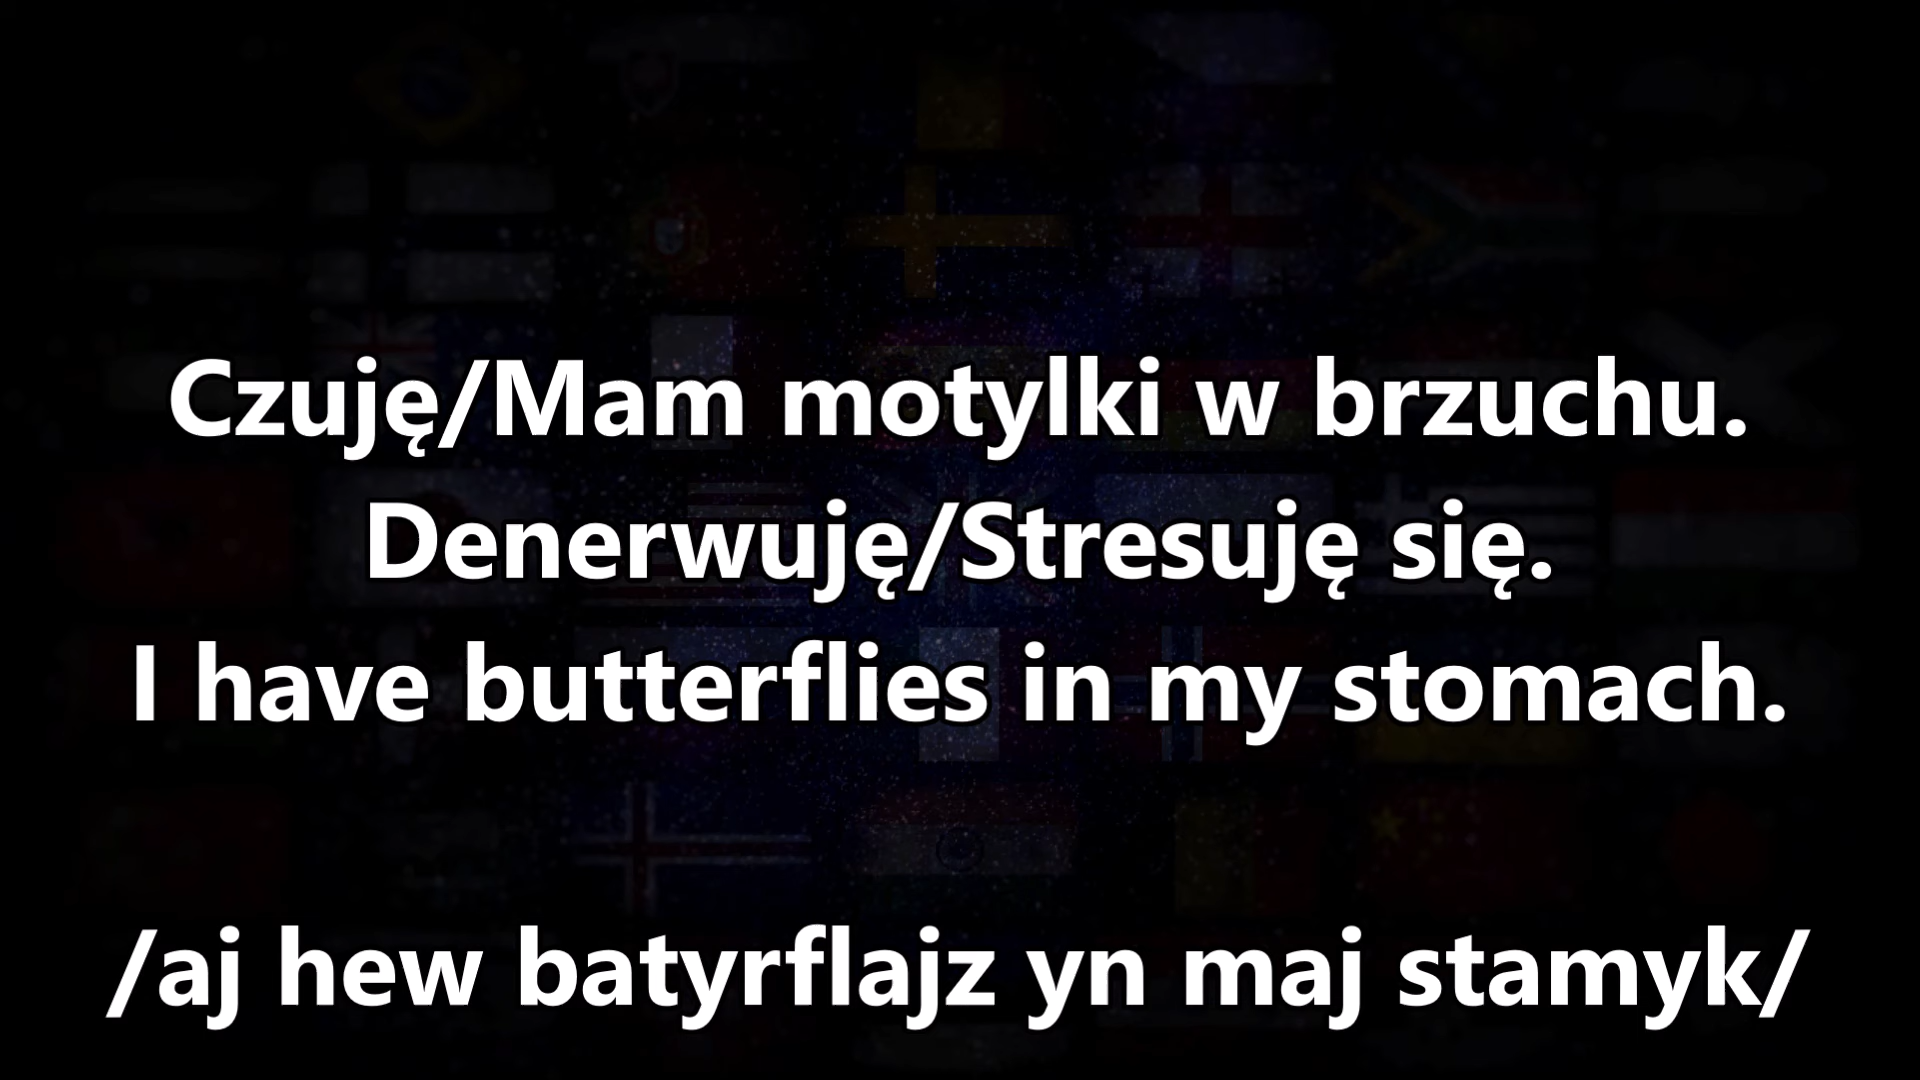 Czuję/Mam motylki w brzuchu.
Denerwuję/Stresuję się.
I have butterflies in my stomach.
/aj hew batyrflajz yn maj stamyk/